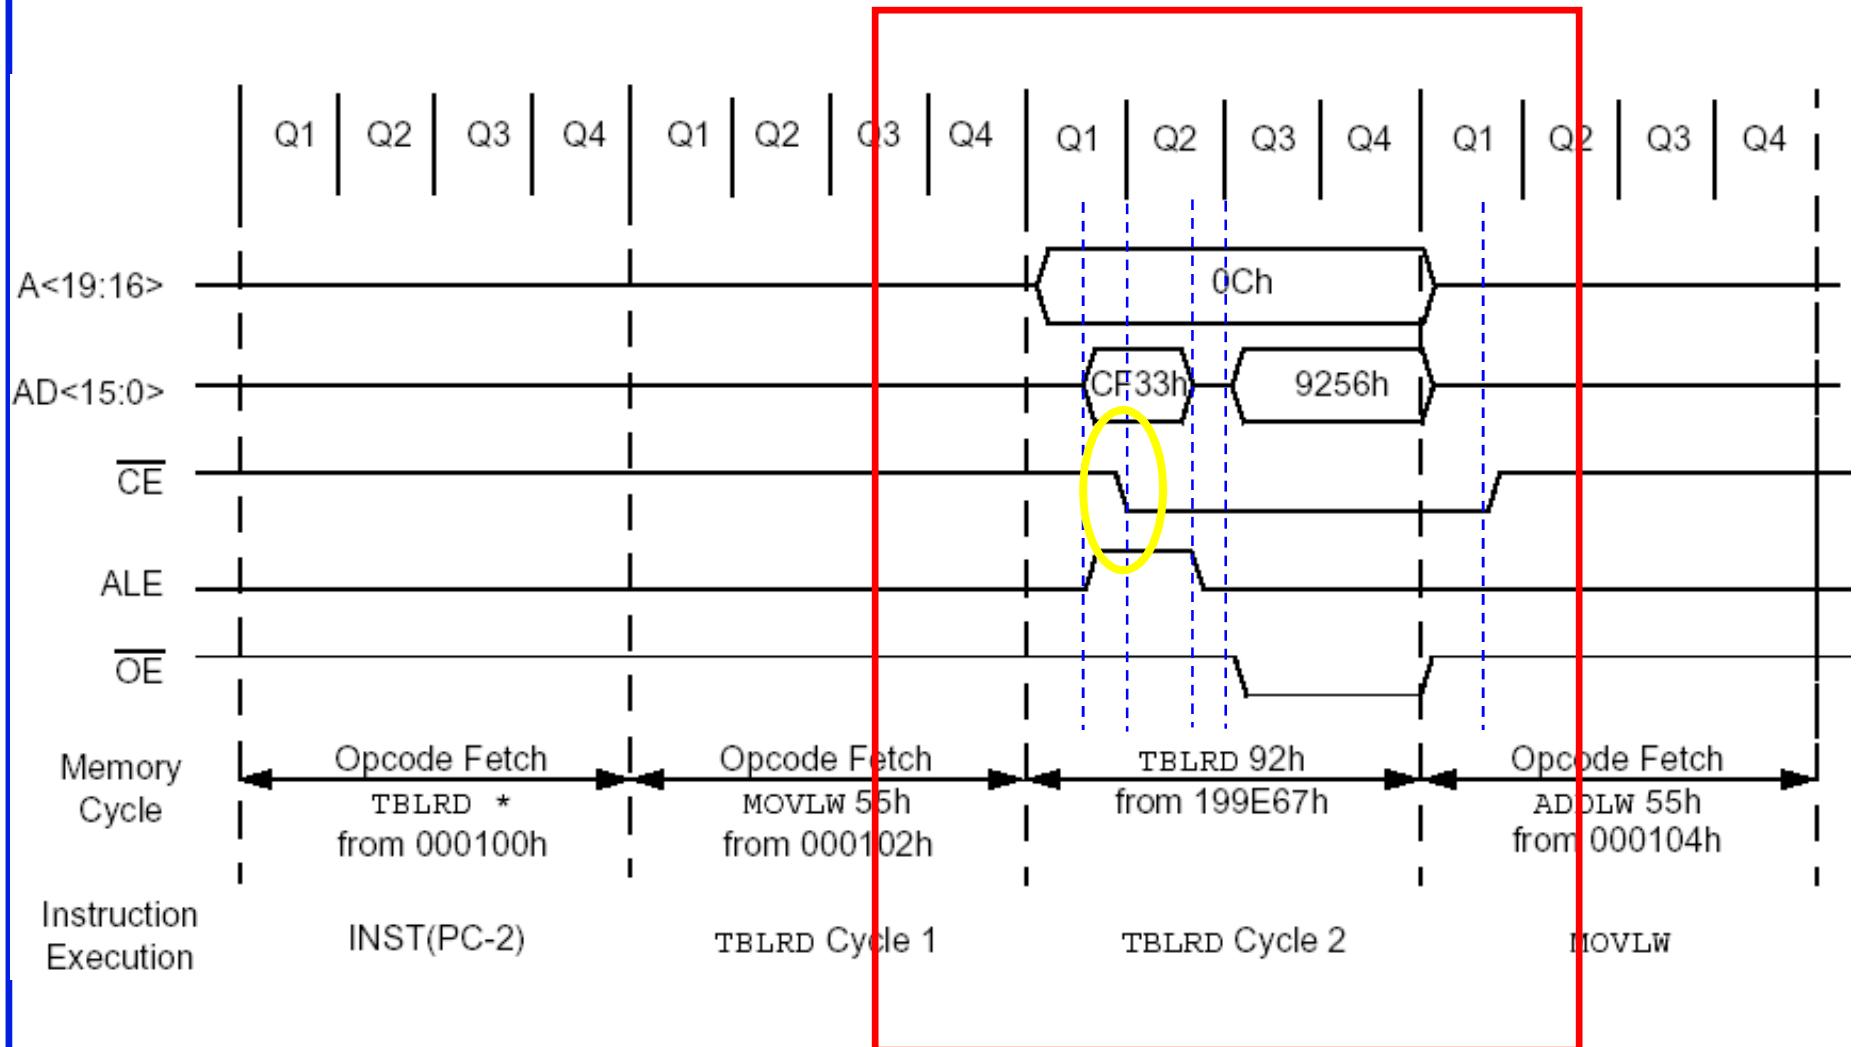 Q1 Q2 Q3 Q4 Q1 Q2 Q3 Q4 Q1 Q2 Q3 Q4 Q1 Q2 Q3 Q4
A<19:16> 0Ch
AD<15:0> CF33h 9256h
CE
ALE
OE
Memory Cycle
Opcode Fetch
TBLRD *
from 000100h
Opcode Fetch
MOVLW 55h
from 000102h
TBLRD 92h
from 199E67h
Opcode Fetch
ADDLW 55h
from 000104h
Instruction Execution
INST(PC-2)
TBLRD Cycle 1
TBLRD Cycle 2
MOVLW